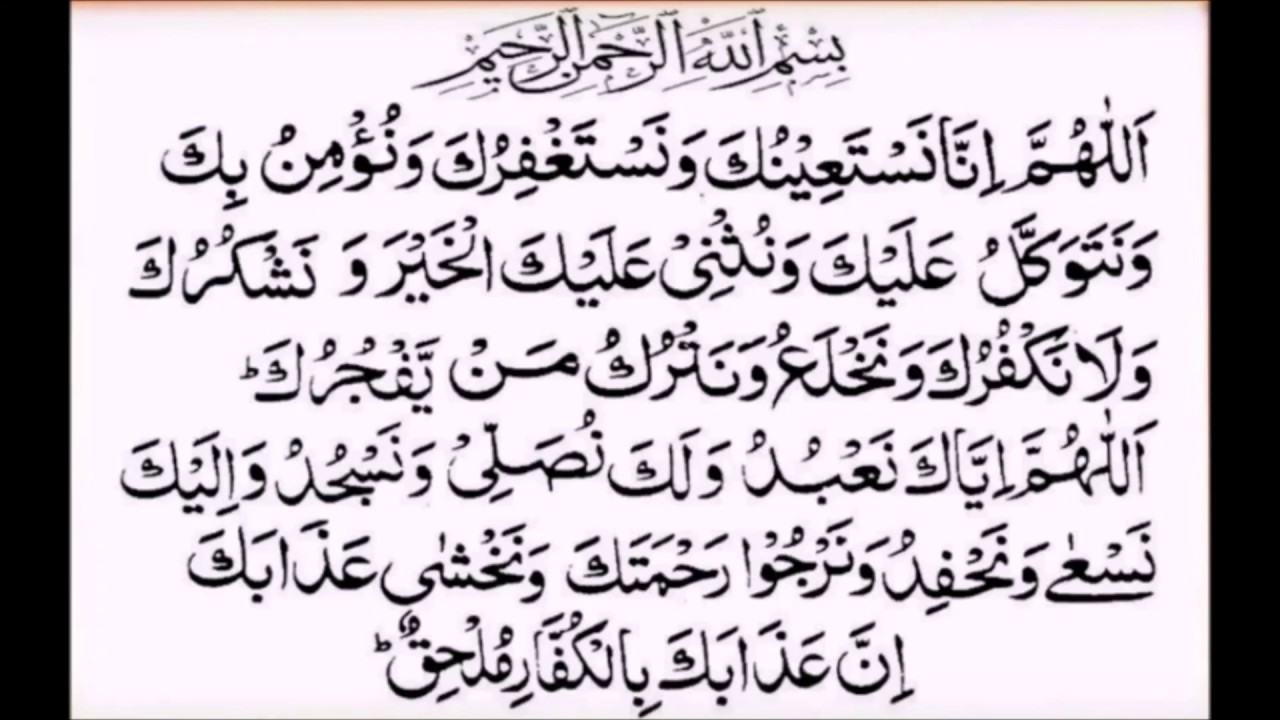 بِسْمِ اللّٰهِ الرَّحْمٰنِ الرَّحِيْمِ
اَللّٰهُمَّ اِنَّا نَسْتَعِيْنُكَ وَنَسْتَغْفِرُكَ وَنُؤْمِنُ بِكَ
وَنَتَوَكَّلُ عَلَيْكَ وَنُثْنِيْ عَلَيْكَ الْخَيْرَ وَ نَشْكُرُكَ
وَلَا نَكْفُرُكَ وَنَخْلَعُ وَنَتْرُكُ مَنْ يَّفْجُرُكَ ؕ
اَللّٰهُمَّ اِيَّاكَ نَعْبُدُ وَلَكَ نُصَلِّيْ وَنَسْجُدُ وَاِلَيْكَ
نَسْعٰى وَنَحْفِدُ وَنَرْجُوْا رَحْمَتَكَ وَنَخْشٰى عَذَابَكَ
اِنَّ عَذَابَكَ بِالْكُفَّارِ مُلْحِقٌ ؕ